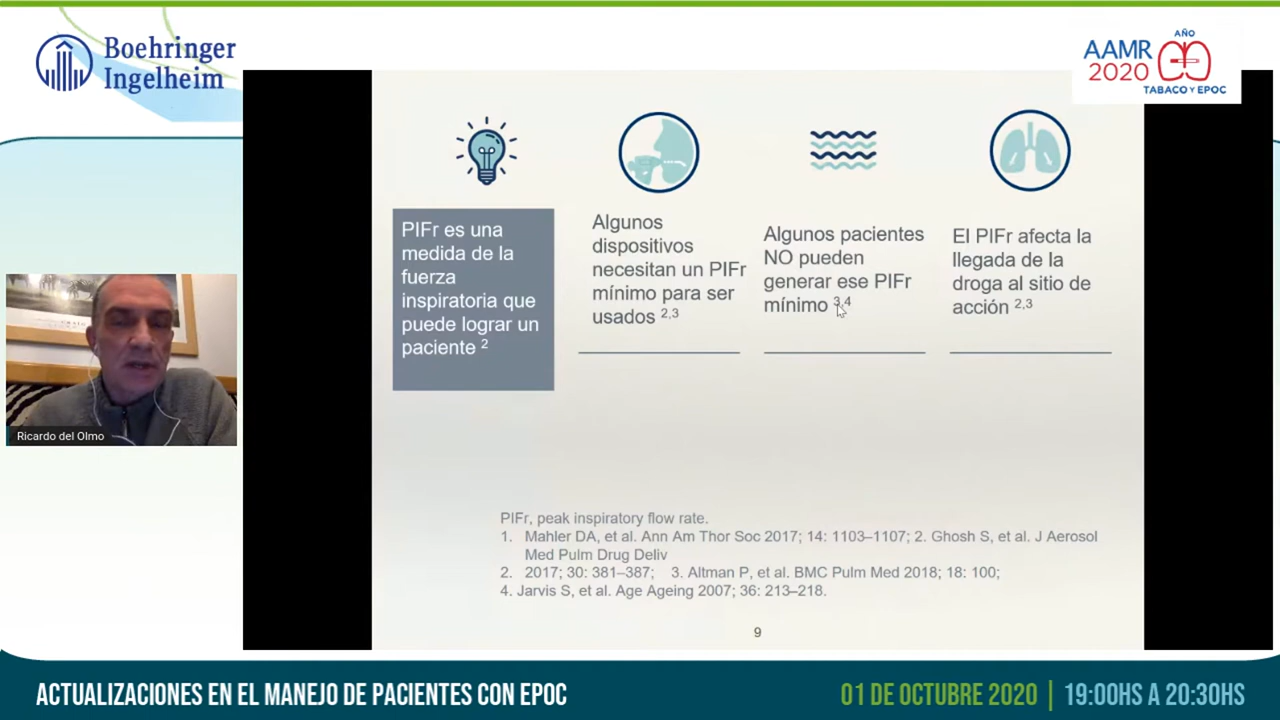 Boehringer
Ingelheim
AÑO
AAMR
2020
TABACO Y EPOC
PIFr es una
medida de la
fuerza
inspiratoria que
puede lograr un
paciente 2
Algunos
dispositivos
necesitan un PIFr
mínimo para ser
usados 2,3
Algunos pacientes
NO pueden
generar ese PIFr
mínimo 3,4
El PIFr afecta la
llegada de la
droga al sitio de
acción 2,3
Ricardo del Olmo
PIFr, peak inspiratory flow rate.
1. Mahler DA, et al. Ann Am Thor Soc 2017; 14: 1103–1107; 2. Ghosh S, et al. J Aerosol
Med Pulm Drug Deliv
2. 2017; 30: 381–387; 3. Altman P, et al. BMC Pulm Med 2018; 18: 100;
4. Jarvis S, et al. Age Ageing 2007; 36: 213–218.
9
ACTUALIZACIONES EN EL MANEJO DE PACIENTES CON EPOC
01 DE OCTUBRE 2020 | 19:00HS A 20:30HS